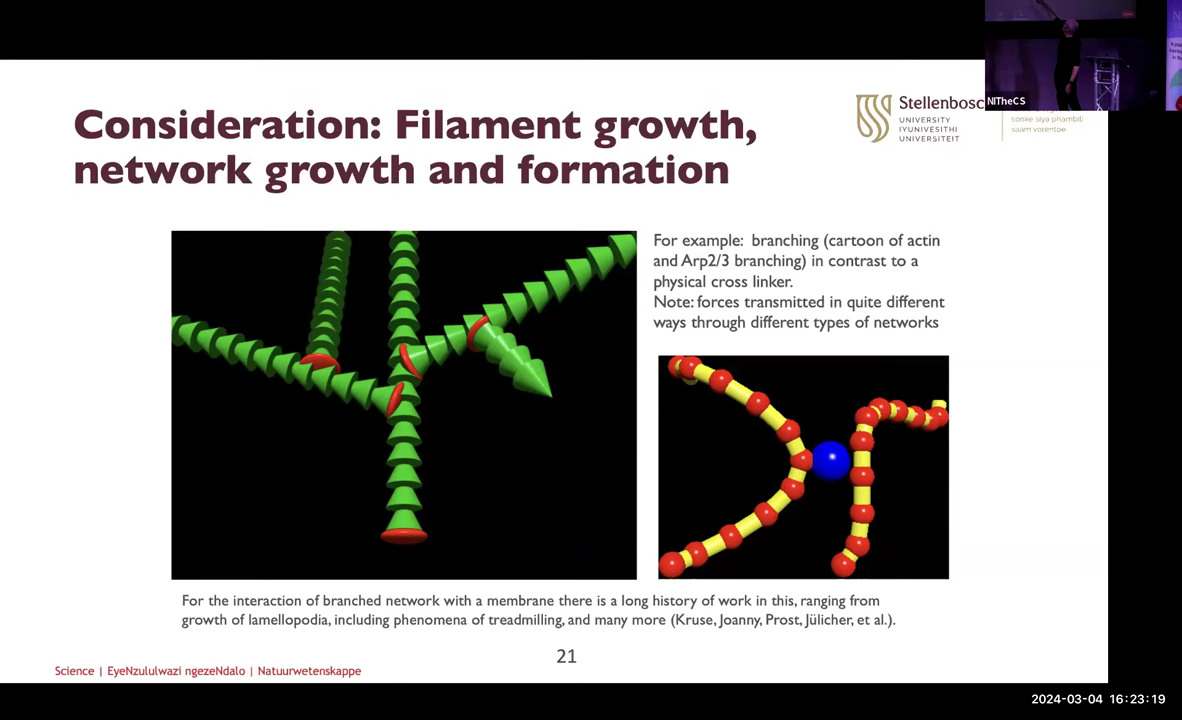 NITheCS
Consideration: Filament growth,
network growth and formation
Stellenbosc
UNIVERSITY
IYUNIVESITHI
UNIVERSITEIT
sonke siya phambili
saam vorentoe
For example: branching (cartoon of actin
and Arp2/3 branching) in contrast to a
physical cross linker.
Note: forces transmitted in quite different
ways through different types of networks
For the interaction of branched network with a membrane there is a long history of work in this, ranging from
growth of lamellopodia, including phenomena of treadmilling, and many more (Kruse, Joanny, Prost, Jülicher, et al.).
21
Science | EyeNzululwazi ngezeNdalo | Natuurwetenskappe
2024-03-04 16:23:19